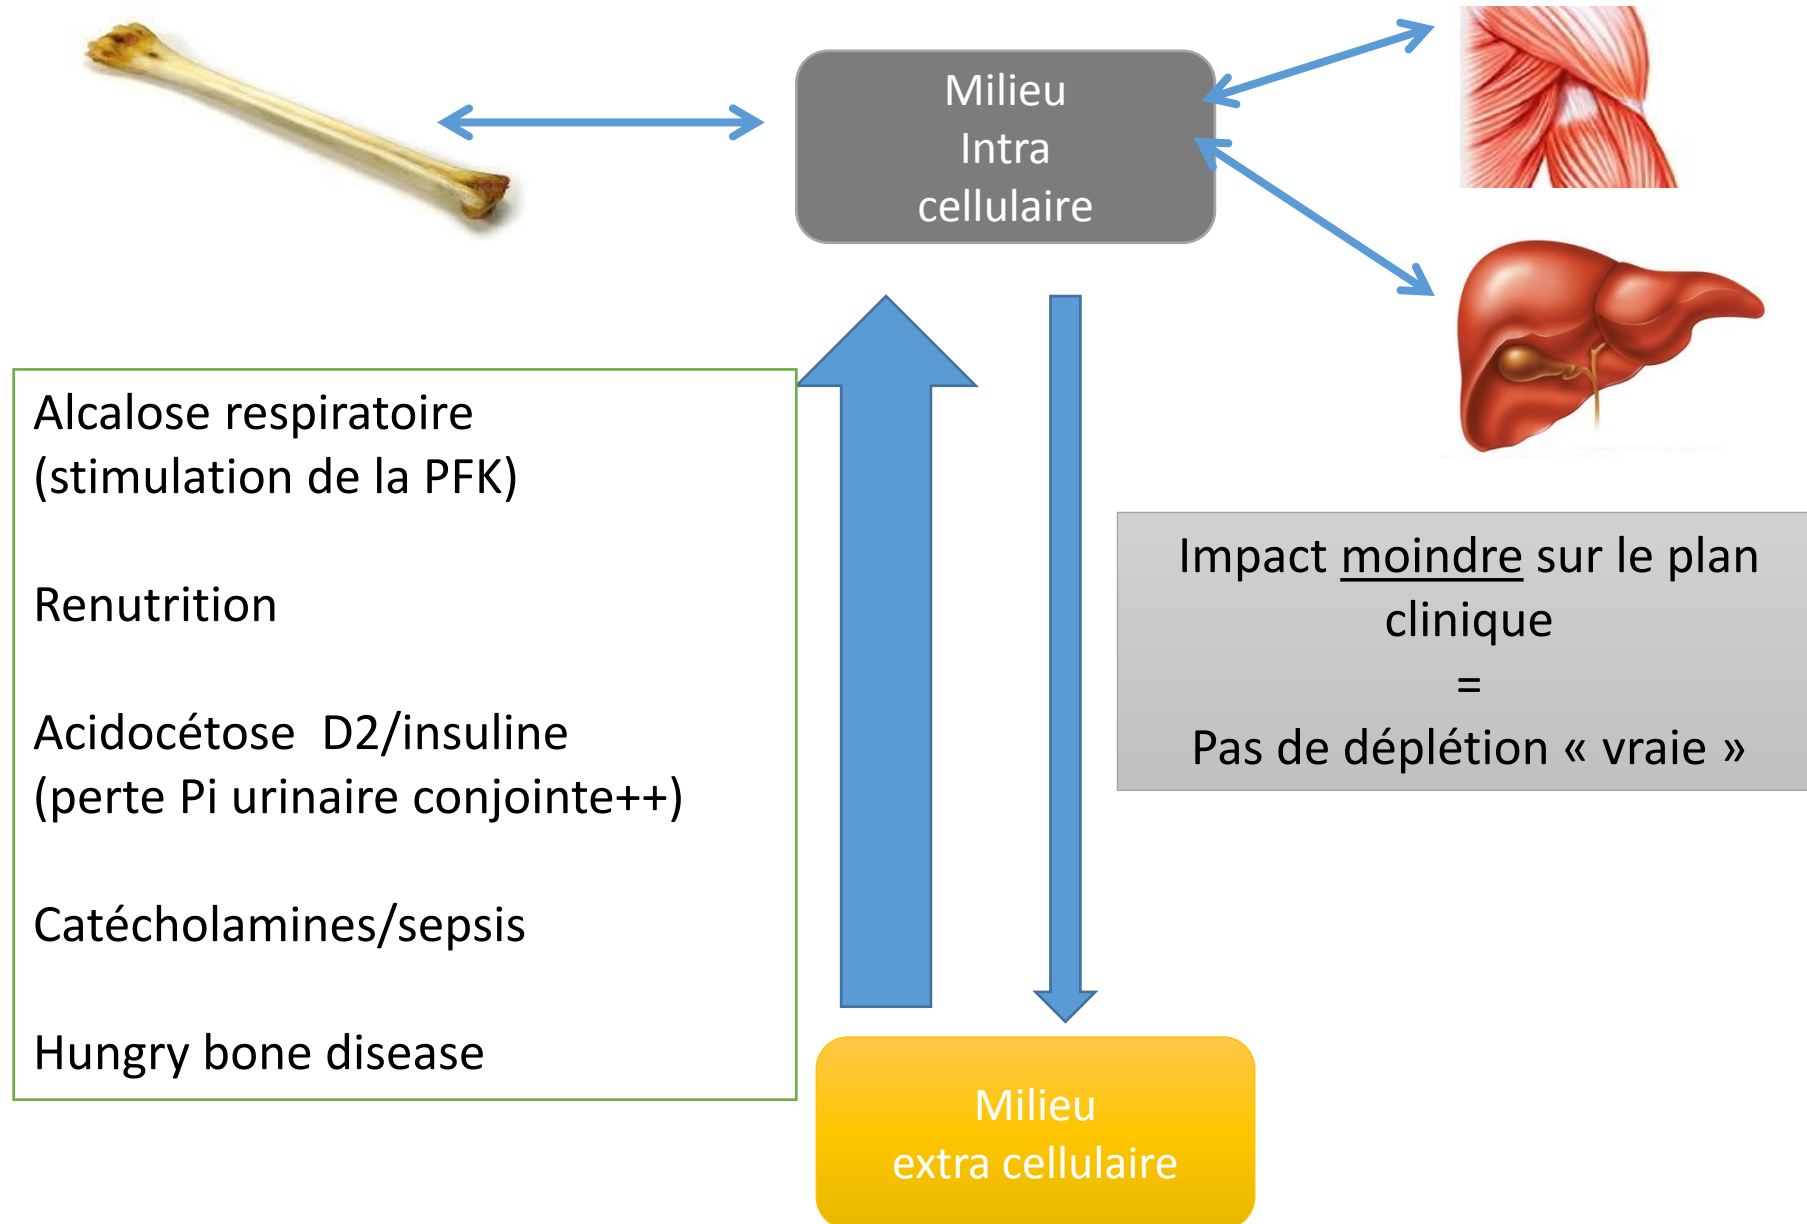 Milieu
Intra
cellulaire
Alcalose respiratoire
(stimulation de la PFK)
Renutrition
Acidocétose  D2/insuline
(perte Pi urinaire conjointe++)
Catécholamines/sepsis
Hungry bone disease
Impact moindre sur le plan
clinique
=
Pas de déplétion « vraie »
Milieu
extra cellulaire